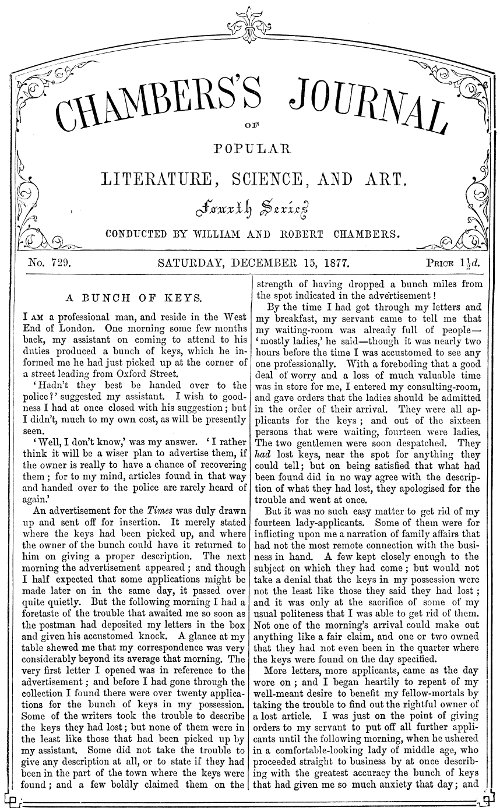 CHAMBERS'S JOURNAL
OF
POPULAR
LITERATURE, SCIENCE, AND ART.
Fourth Series
CONDUCTED BY WILLIAM AND ROBERT CHAMBERS.
No. 729.
SATURDAY, DECEMBER 15, 1877.
PRICE 1½d.
A BUNCH OF KEYS.
I AM a professional man, and reside in the West
End of London. One morning some few months
back, my assistant on coming to attend to his
duties produced a bunch of keys, which he in-
formed me he had just picked up at the corner of
a street leading from Oxford Street.
'Hadn't they best be handed over to the
police?' suggested my assistant. I wish to good-
ness I had at once closed with his suggestion; but
I didn't, much to my own cost, as will be presently
seen.
'Well, I don't know,' was my answer. 'I rather
think it will be a wiser plan to advertise them, if
the owner is really to have a chance of recovering
them; for to my mind, articles found in that way
and handed over to the police are rarely heard of
again.'
An advertisement for the Times was duly drawn
up and sent off for insertion. It merely stated
where the keys had been picked up, and where
the owner of the bunch could have it returned to
him on giving a proper description. The next
morning the advertisement appeared; and though
I half expected that some applications might be
made later on in the same day, it passed over
quite quietly. But the following morning I had a
foretaste of the trouble that awaited me so soon as
the postman had deposited my letters in the box
and given his accustomed knock. A glance at my
table shewed me that my correspondence was very
considerably beyond its average that morning. The
very first letter I opened was in reference to the
advertisement; and before I had gone through the
collection I found there were over twenty applica-
tions for the bunch of keys in my possession.
Some of the writers took the trouble to describe
the keys they had lost; but none of them were in
the least like those that had been picked up by
my assistant. Some did not take the trouble to
give any description at all, or to state if they had
been in the part of the town where the keys were
found; and a few boldly claimed them on the
strength of having dropped a bunch miles from
the spot indicated in the advertisement!
By the time I had got through my letters and
my breakfast, my servant came to tell me that
my waiting-room was already full of people—
'mostly ladies,' he said—though it was nearly two
hours before the time I was accustomed to see any
one professionally. With a foreboding that a good
deal of worry and a loss of much valuable time
was in store for me, I entered my consulting-room,
and gave orders that the ladies should be admitted
in the order of their arrival. They were all ap-
plicants for the keys; and out of the sixteen
persons that were waiting, fourteen were ladies.
The two gentlemen were soon despatched. They
had lost keys, near the spot for anything they
could tell; but on being satisfied that what had
been found did in no way agree with the descrip-
tion of what they had lost, they apologised for the
trouble and went at once.
But it was no such easy matter to get rid of my
fourteen lady-applicants. Some of them were for
inflicting upon me a narration of family affairs that
had not the most remote connection with the busi-
ness in hand. A few kept closely enough to the
subject on which they had come; but would not
take a denial that the keys in my possession were
not the least like those they said they had lost;
and it was only at the sacrifice of some of my
usual politeness that I was able to get rid of them.
Not one of the morning's arrival could make out
anything like a fair claim, and one or two owned
that they had not even been in the quarter where
the keys were found on the day specified.
More letters, more applicants, came as the day
wore on; and I began heartily to repent of my
well-meant desire to benefit my fellow-mortals by
taking the trouble to find out the rightful owner of
a lost article. I was just on the point of giving
orders to my servant to put off all further appli-
cants until the following morning, when he ushered
in a comfortable-looking lady of middle age, who
proceeded straight to business by at once describ-
ing with the greatest accuracy the bunch of keys
that had given me so much anxiety that day; and